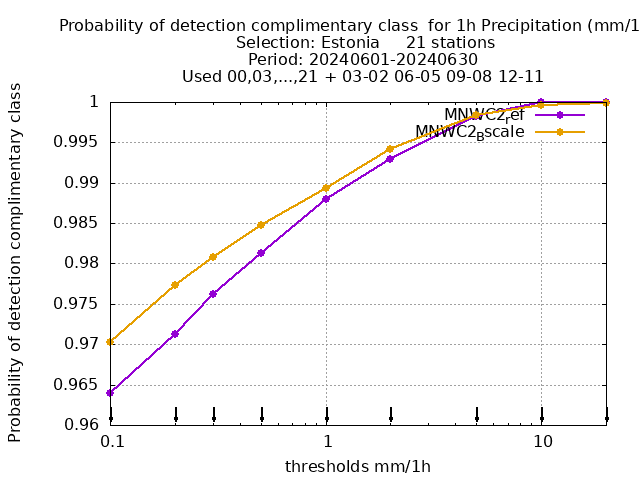 Probability of detection complimentary class  for 1h Precipitation (mm/1
Selection: Estonia     21 stations
Period: 20240601-20240630
Used 00,03,...,21 + 03-02 06-05 09-08 12-11
Probability of detection complimentary class
1
0.995
0.99
0.985
0.98
0.975
0.97
0.965
0.96
MNWC2ref
MNWC2Bscale
0.1
1
10
thresholds mm/1h